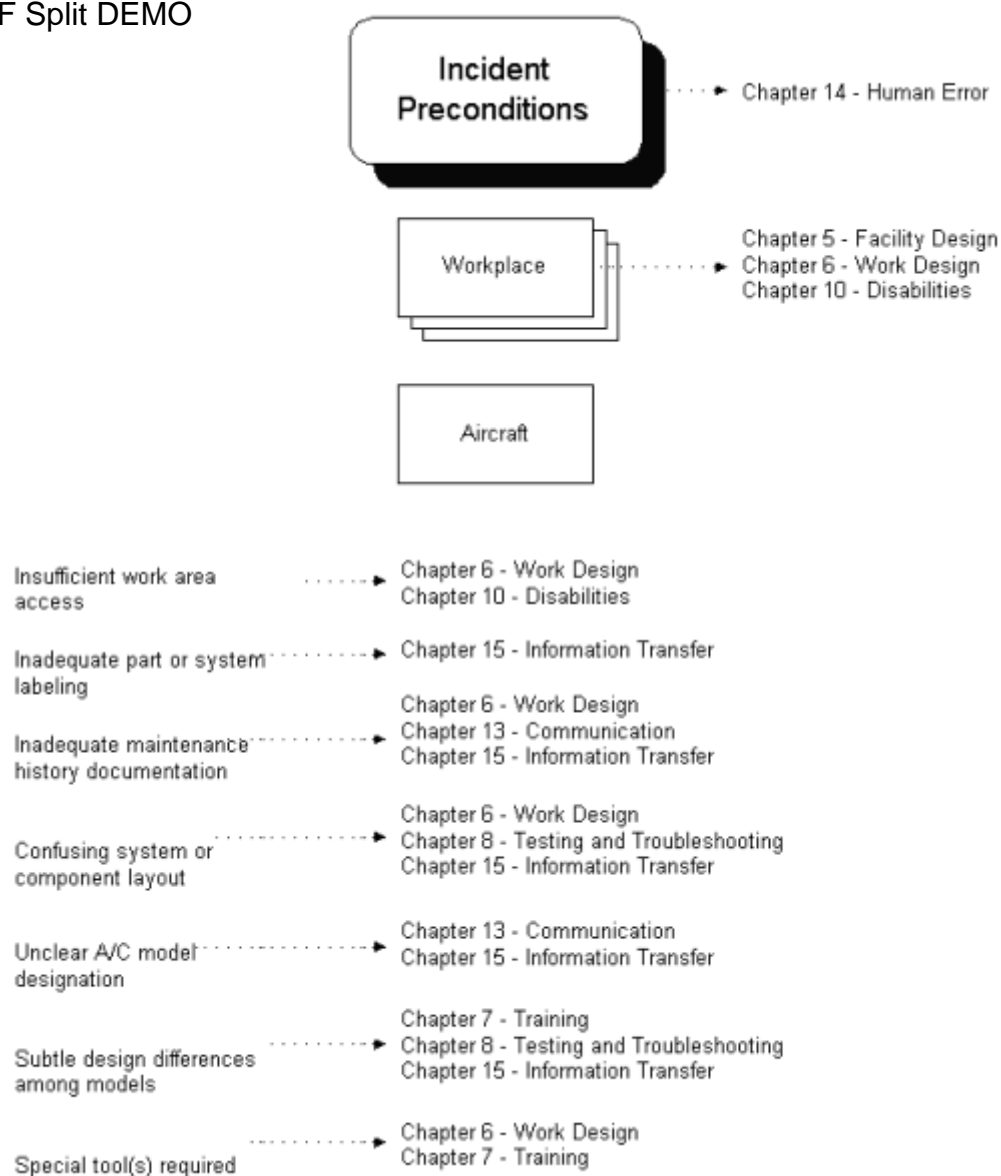 F Split DEMO
Incident
Preconditions
Chapter 14 - Human Error
Workplace
Chapter 5 - Facility Design
Chapter 6 - Work Design
Chapter 10 - Disabilities
Aircraft
Insufficient work area
access
Chapter 6 - Work Design
Chapter 10 - Disabilities
Inadequate part or system
labeling
Chapter 15 - Information Transfer
Inadequate maintenance
history documentation
Chapter 6 - Work Design
Chapter 13 - Communication
Chapter 15 - Information Transfer
Confusing system or
component layout
Chapter 6 - Work Design
Chapter 8 - Testing and Troubleshooting
Chapter 15 - Information Transfer
Unclear A/C model
designation
Chapter 13 - Communication
Chapter 15 - Information Transfer
Subtle design differences
among models
Chapter 7 - Training
Chapter 8 - Testing and Troubleshooting
Chapter 15 - Information Transfer
Special tool(s) required
Chapter 6 - Work Design
Chapter 7 - Training